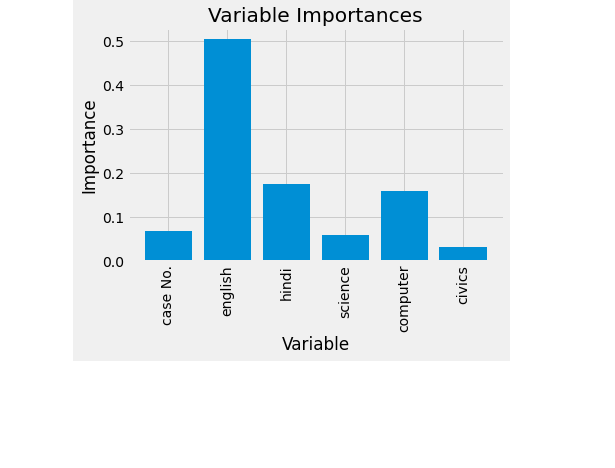 Variable Importances
Importance
0.5
0.4
0.3
0.2
0.1
0.0
case No.
english
hindi
science
computer
civics
Variable